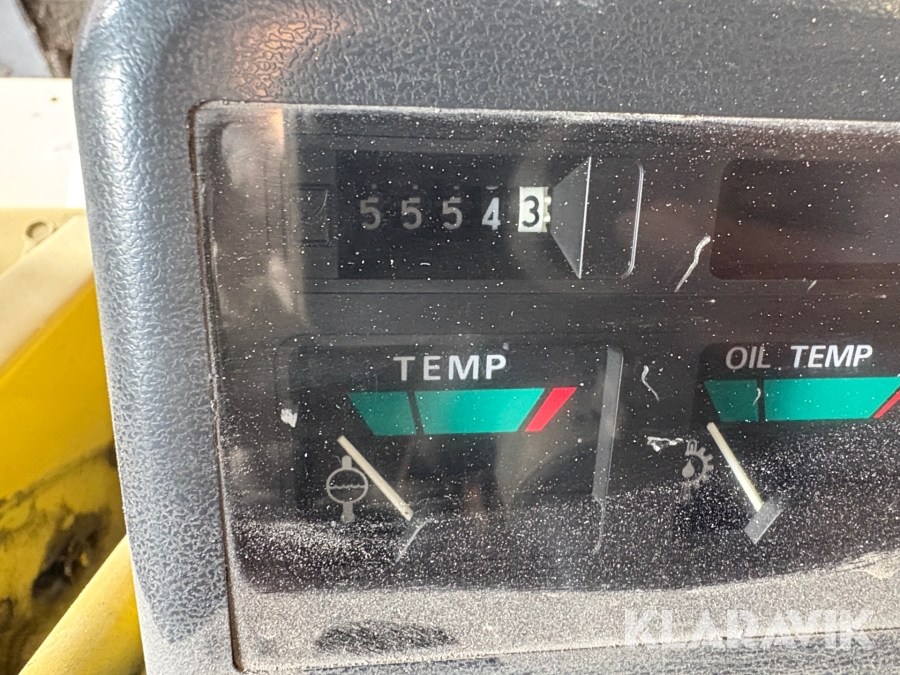 55543
TEMP
OIL TEMP
KLARAVIK